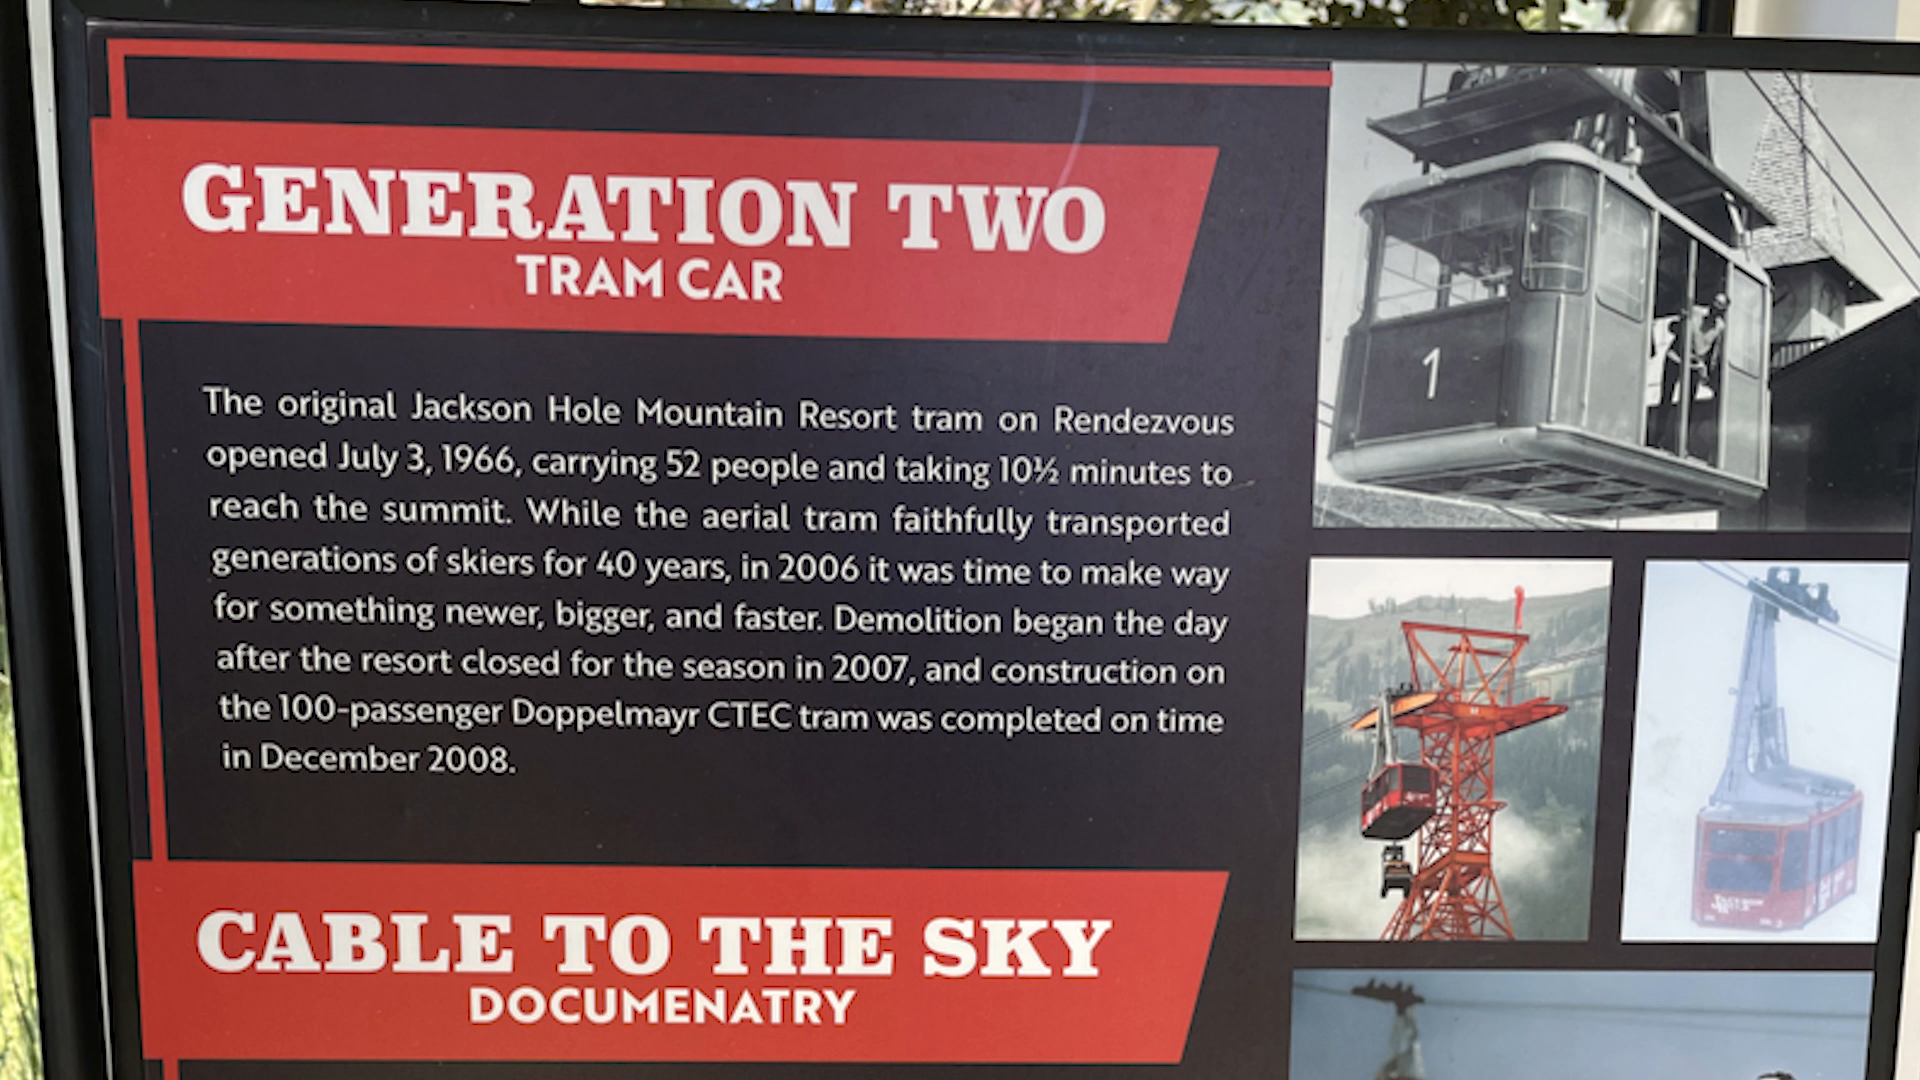 GENERATION TWO
TRAM CAR
The original Jackson Hole Mountain Resort tram on Rendezvous
opened July 3, 1966, carrying 52 people and taking 10½ minutes to
reach the summit. While the aerial tram faithfully transported
generations of skiers for 40 years, in 2006 it was time to make way
for something newer, bigger, and faster. Demolition began the day
after the resort closed for the season in 2007, and construction on
the 100-passenger Doppelmayr CTEC tram was completed on time
in December 2008.
CABLE TO THE SKY
DOCUMENATRY
1